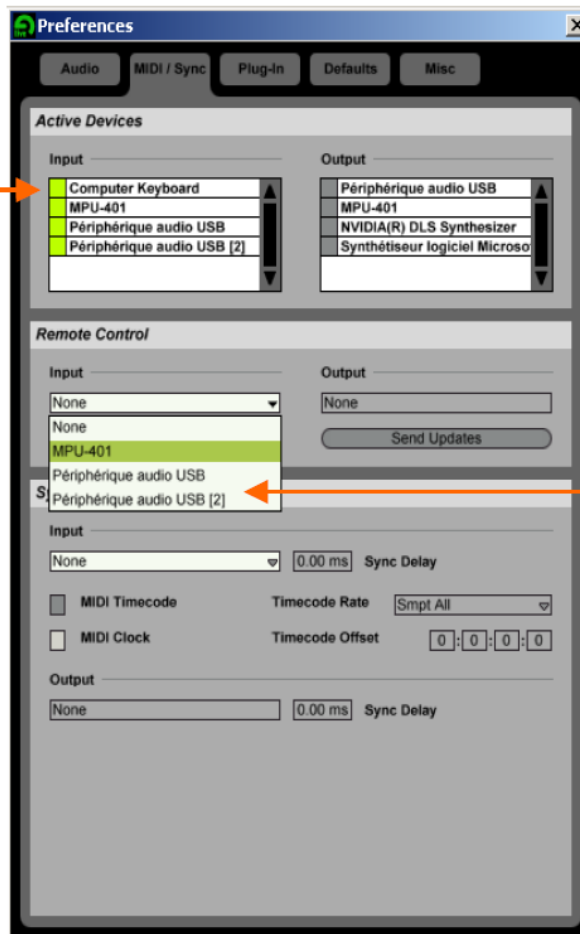 live
Preferences
Audio MIDI / Sync Plug-In Defaults Misc
Active Devices
Input Output
Computer Keyboard
MPU-401
Périphérique audio USB
Périphérique audio USB [2]
Périphérique audio USB
MPU-401
NVIDIA(R) DLS Synthesizer
Synthétiseur logiciel Microso
Remote Control
Input Output
None None
None
Send Updates
MPU-401
Périphérique audio USB
Périphérique audio USB [2]
Sy
Input
None 0.00 ms Sync Delay
MIDI Timecode Timecode Rate Smpt All
MIDI Clock Timecode Offset 0 : 0 : 0 : 0
Output
None 0.00 ms Sync Delay